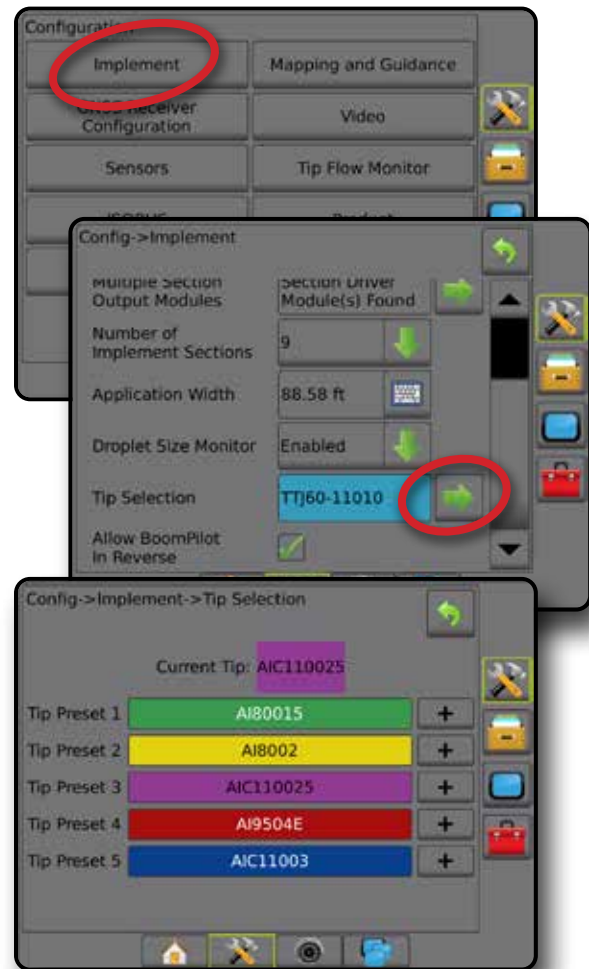 Configuration
Implement
Mapping and Guidance
GNSS Receiver
Configuration
Video
Sensors
Tip Flow Monitor
ISOBUS
Product
Config->Implement
Multiple Section
Output Modules
Section Driver
Module(s) Found
Number of
Implement Sections
9
Application Width
88.58 ft
Droplet Size Monitor
Enabled
Tip Selection
TTJ60-11010
Allow BoomPilot
In Reverse
Config->Implement->Tip Selection
Current Tip: AIC110025
Tip Preset 1 AI80015 +
Tip Preset 2 AI8002 +
Tip Preset 3 AIC110025 +
Tip Preset 4 AI9504E +
Tip Preset 5 AIC11003 +